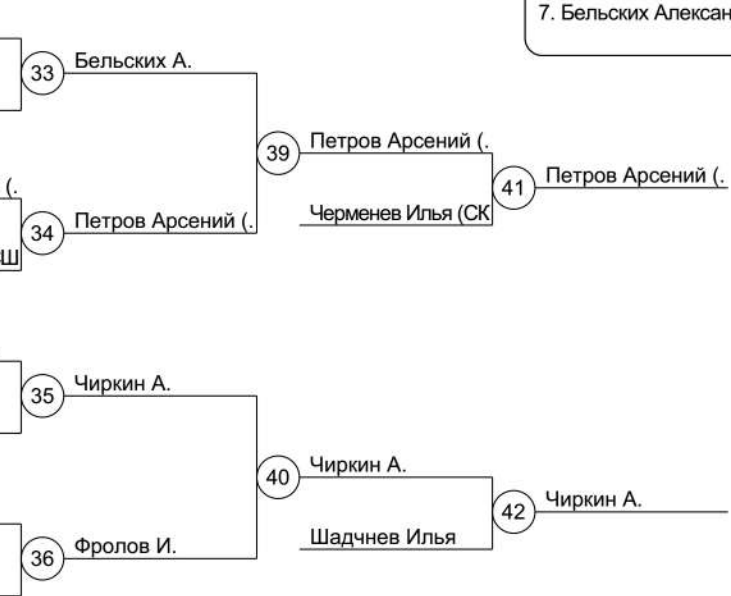 7. Бельских Алексан
33
Бельских А.
39
Петров Арсений (.
41
Петров Арсений (.
(.
34
Петров Арсений (.
Черменев Илья (СК
Ш
35
Чиркин А.
40
Чиркин А.
42
Чиркин А.
Шадчнев Илья
36
Фролов И.